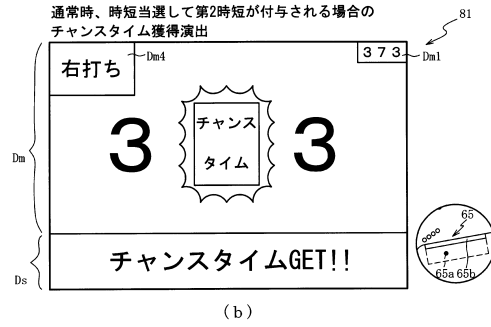 通常時、時短当選して第2時短が付与される場合の
チャンスタイム獲得演出
81
右打ち
Dm4
373
Dm1
Dm
3
チャンス
タイム
3
65
Ds
チャンスタイムGET!!
65a 65b
(b)